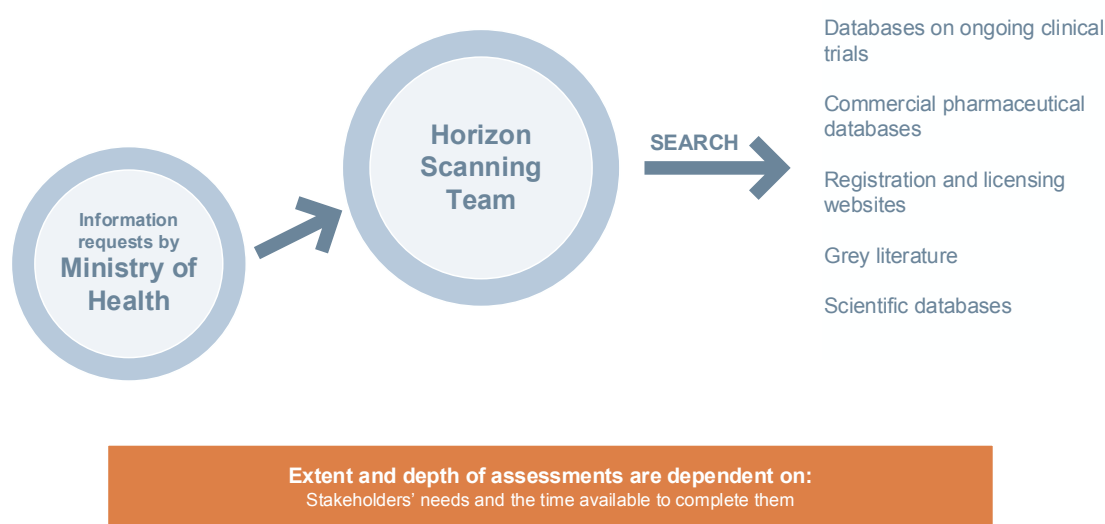 Information
requests by
Ministry of
Health
Horizon
Scanning
Team
SEARCH
Databases on ongoing clinical
trials
Commercial pharmaceutical
databases
Registration and licensing
websites
Grey literature
Scientific databases
Extent and depth of assessments are dependent on:
Stakeholders’ needs and the time available to complete them